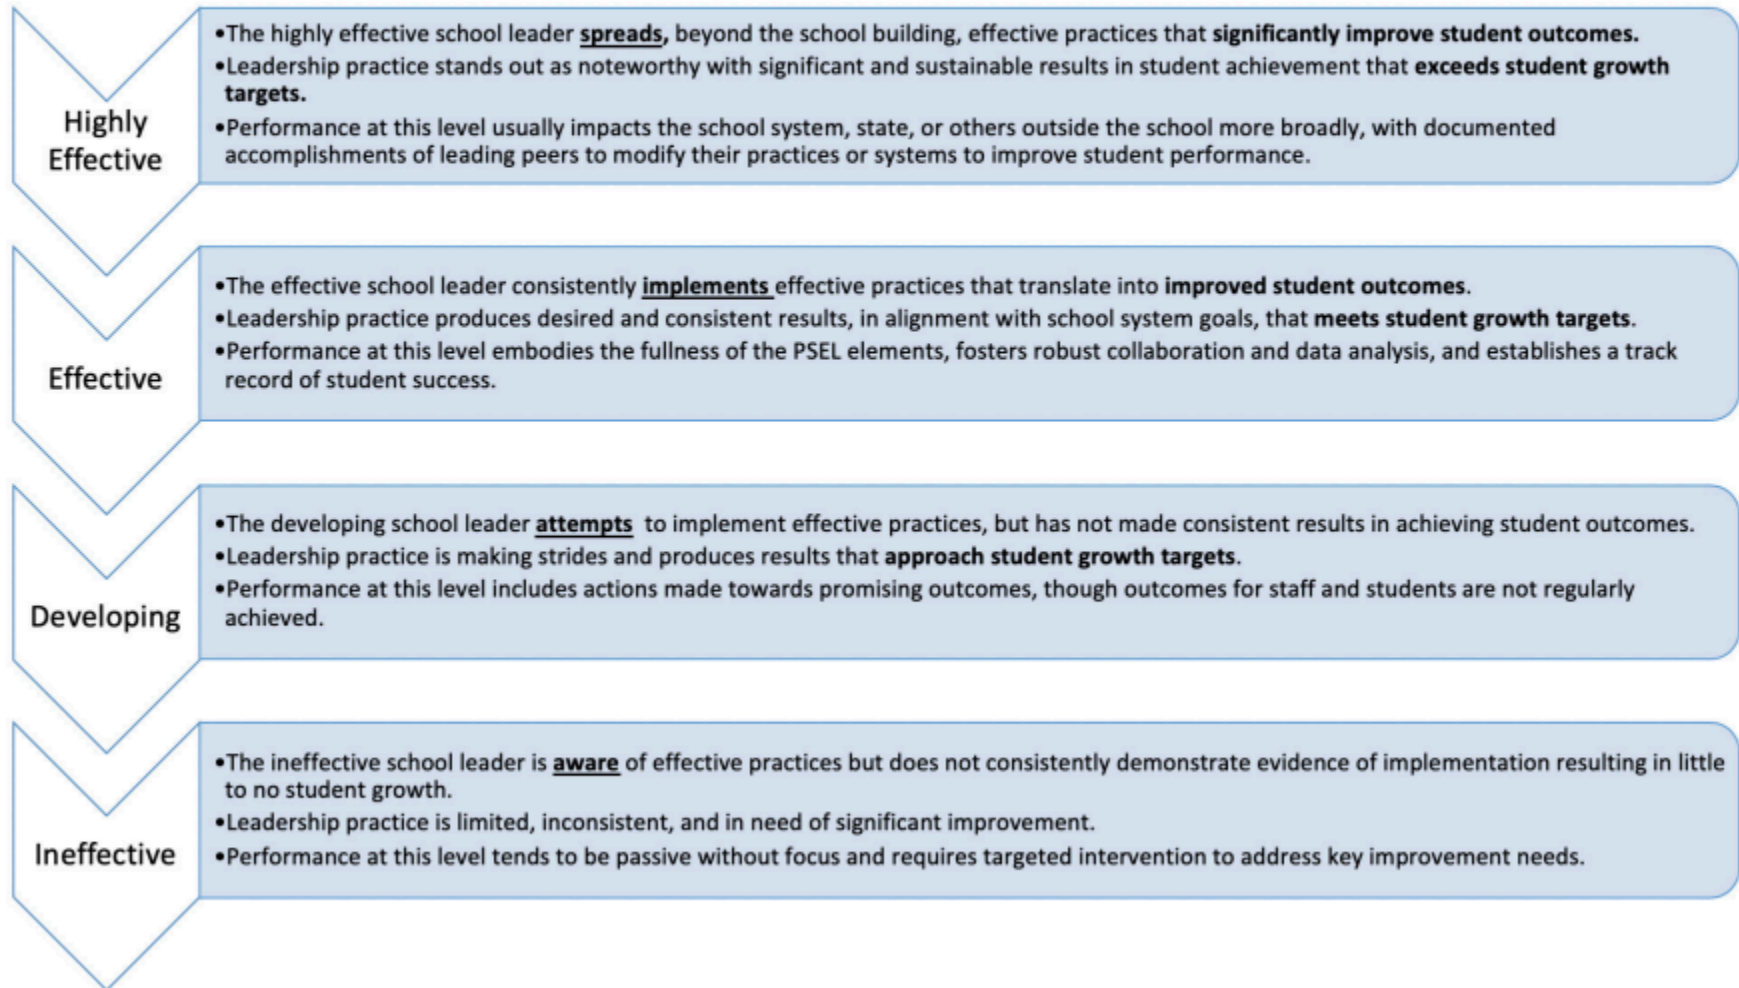 Highly
Effective
•The highly effective school leader spreads, beyond the school building, effective practices that significantly improve student outcomes.
•Leadership practice stands out as noteworthy with significant and sustainable results in student achievement that exceeds student growth
targets.
•Performance at this level usually impacts the school system, state, or others outside the school more broadly, with documented
accomplishments of leading peers to modify their practices or systems to improve student performance.
Effective
•The effective school leader consistently implements effective practices that translate into improved student outcomes.
•Leadership practice produces desired and consistent results, in alignment with school system goals, that meets student growth targets.
•Performance at this level embodies the fullness of the PSEL elements, fosters robust collaboration and data analysis, and establishes a track
record of student success.
Developing
•The developing school leader attempts to implement effective practices, but has not made consistent results in achieving student outcomes.
•Leadership practice is making strides and produces results that approach student growth targets.
•Performance at this level includes actions made towards promising outcomes, though outcomes for staff and students are not regularly
achieved.
Ineffective
•The ineffective school leader is aware of effective practices but does not consistently demonstrate evidence of implementation resulting in little
to no student growth.
•Leadership practice is limited, inconsistent, and in need of significant improvement.
•Performance at this level tends to be passive without focus and requires targeted intervention to address key improvement needs.